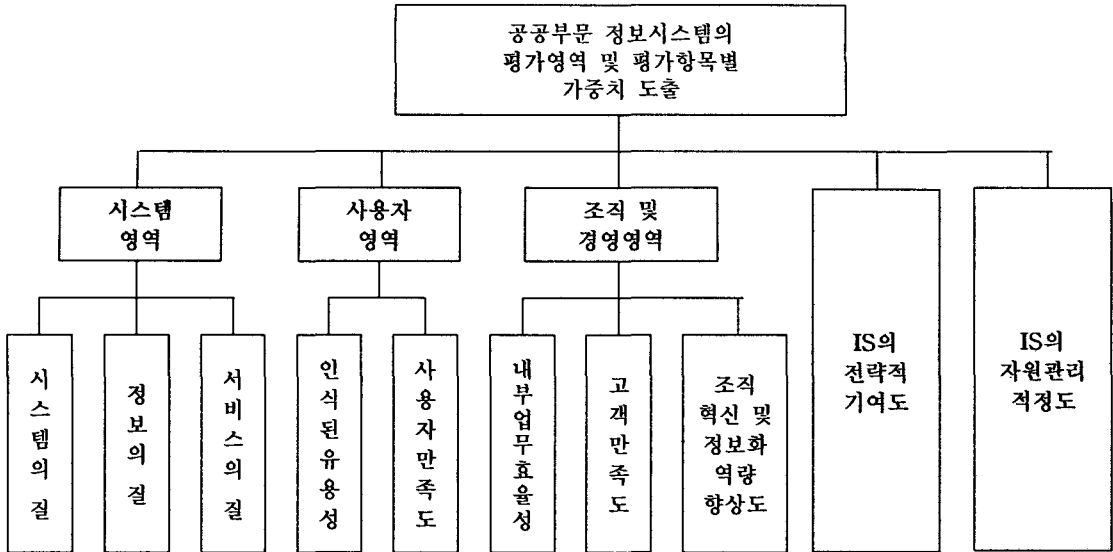 공공부문 정보시스템의
평가영역 및 평가항목별
가중치 도출
시스템
영역
사용자
영역
조직 및
경영영역
IS의
전략적
기여도
IS의
자원관리
적정도
시스템의 질
정보의 질
서비스의 질
인식된유용성
사용자만족도
내부업무효율성
고객만족도
조직
혁신 및
정보화
역량
향상도